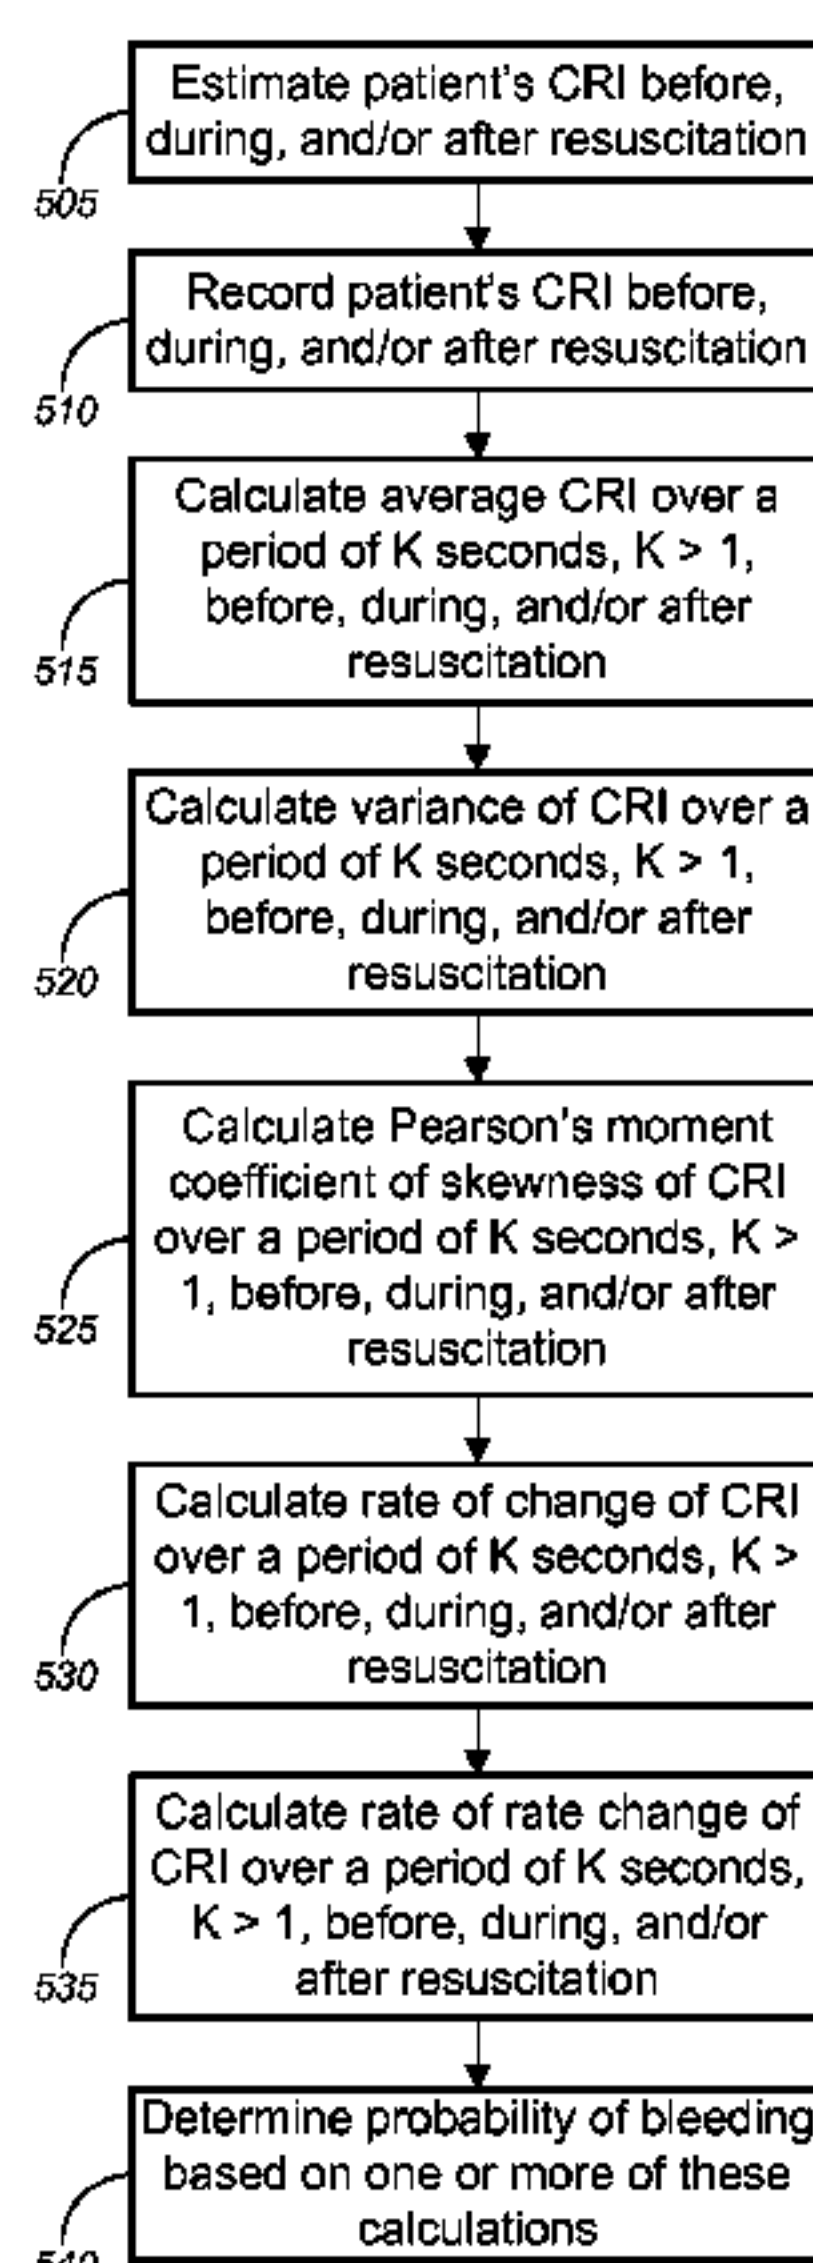 Estimate patient's CRI before,
during, and/or after resuscitation
505
Record patient's CRI before,
during, and/or after resuscitation
510
Calculate average CRI over a
period of K seconds, K > 1,
before, during, and/or after
resuscitation
515
Calculate variance of CRI over a
period of K seconds, K > 1,
before, during, and/or after
resuscitation
520
Calculate Pearson's moment
coefficient of skewness of CRI
over a period of K seconds, K >
1, before, during, and/or after
resuscitation
525
Calculate rate of change of CRI
over a period of K seconds, K >
1, before, during, and/or after
resuscitation
530
Calculate rate of rate change of
CRI over a period of K seconds,
K > 1, before, during, and/or
after resuscitation
535
Determine probability of bleeding
based on one or more of these
calculations